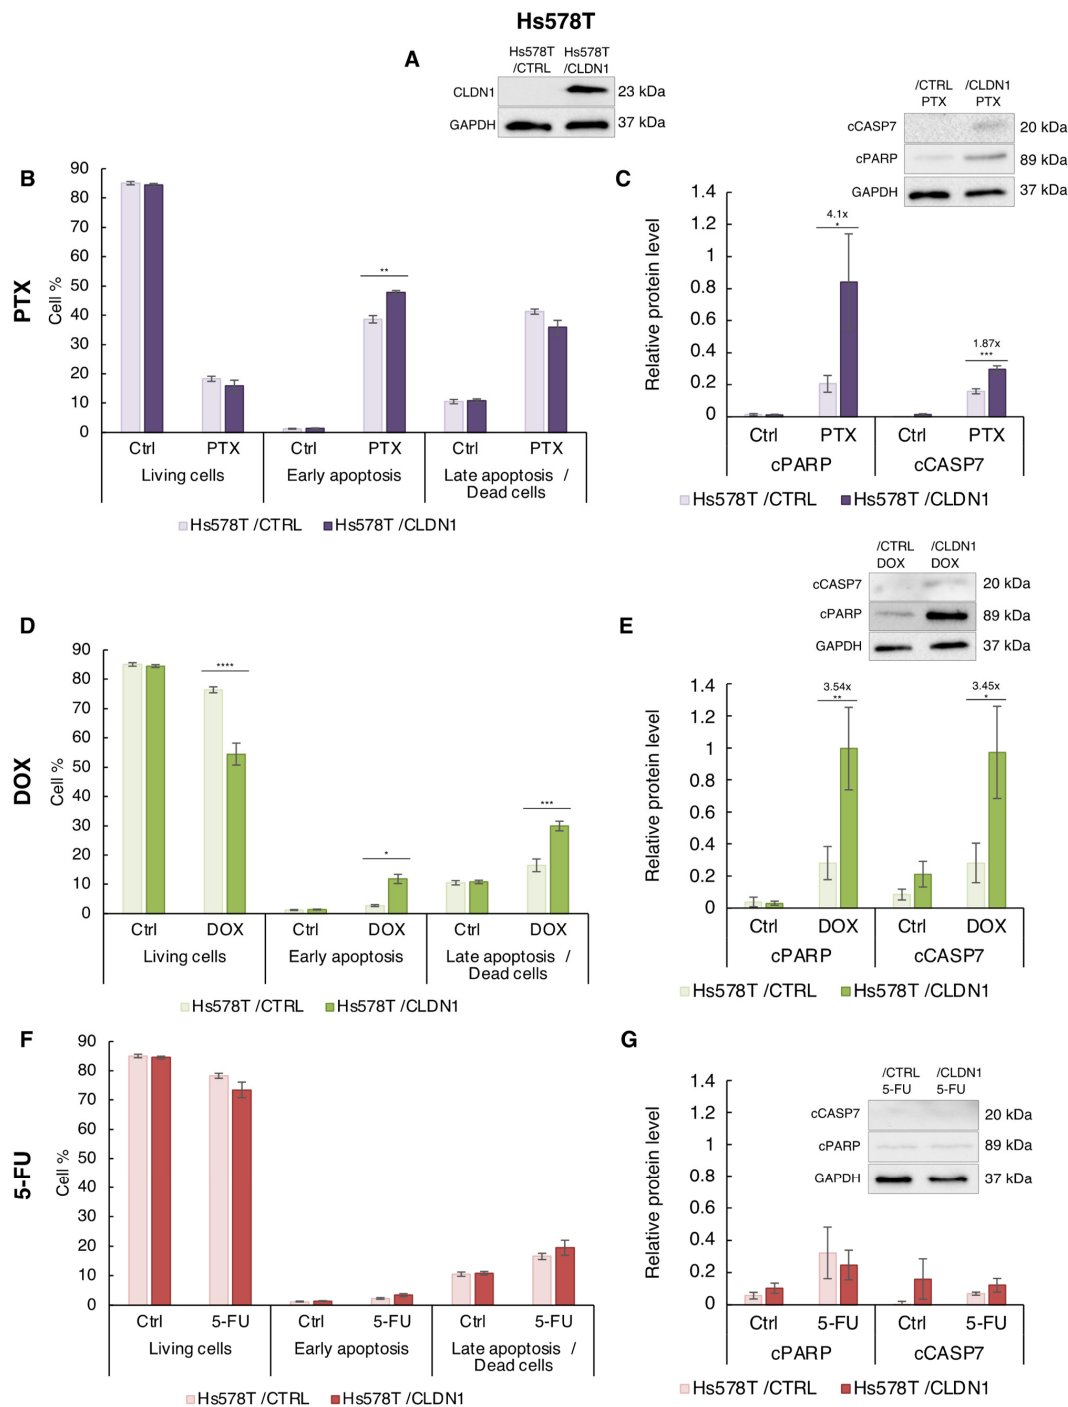 Hs578T
A
Hs578T Hs578T
/CTRL /CLDN1
CLDN1 23 kDa
GAPDH 37 kDa
B
PTX
Cell %
90
80
70
60
50
40
30
20
10
0
**
Ctrl PTX Ctrl PTX Ctrl PTX
Living cells Early apoptosis Late apoptosis /
Dead cells
Hs578T /CTRL Hs578T /CLDN1
C
/CTRL /CLDN1
PTX PTX
cCASP7 20 kDa
cPARP 89 kDa
GAPDH 37 kDa
Relative protein level
1.4
1.2
1
0.8
0.6
0.4
0.2
0
4.1x
*
1.87x
***
Ctrl PTX Ctrl PTX
cPARP cCASP7
Hs578T /CTRL Hs578T /CLDN1
D
DOX
Cell %
90
80
70
60
50
40
30
20
10
0
****
*
***
Ctrl DOX Ctrl DOX Ctrl DOX
Living cells Early apoptosis Late apoptosis /
Dead cells
Hs578T /CTRL Hs578T /CLDN1
E
/CTRL /CLDN1
DOX DOX
cCASP7 20 kDa
cPARP 89 kDa
GAPDH 37 kDa
Relative protein level
1.4
1.2
1
0.8
0.6
0.4
0.2
0
3.54x
**
3.45x
*
Ctrl DOX Ctrl DOX
cPARP cCASP7
Hs578T /CTRL Hs578T /CLDN1
F
5-FU
Cell %
90
80
70
60
50
40
30
20
10
0
Ctrl 5-FU Ctrl 5-FU Ctrl 5-FU
Living cells Early apoptosis Late apoptosis /
Dead cells
Hs578T /CTRL Hs578T /CLDN1
G
/CTRL /CLDN1
5-FU 5-FU
cCASP7 20 kDa
cPARP 89 kDa
GAPDH 37 kDa
Relative protein level
1.4
1.2
1
0.8
0.6
0.4
0.2
0
Ctrl 5-FU Ctrl 5-FU
cPARP cCASP7
Hs578T /CTRL Hs578T /CLDN1